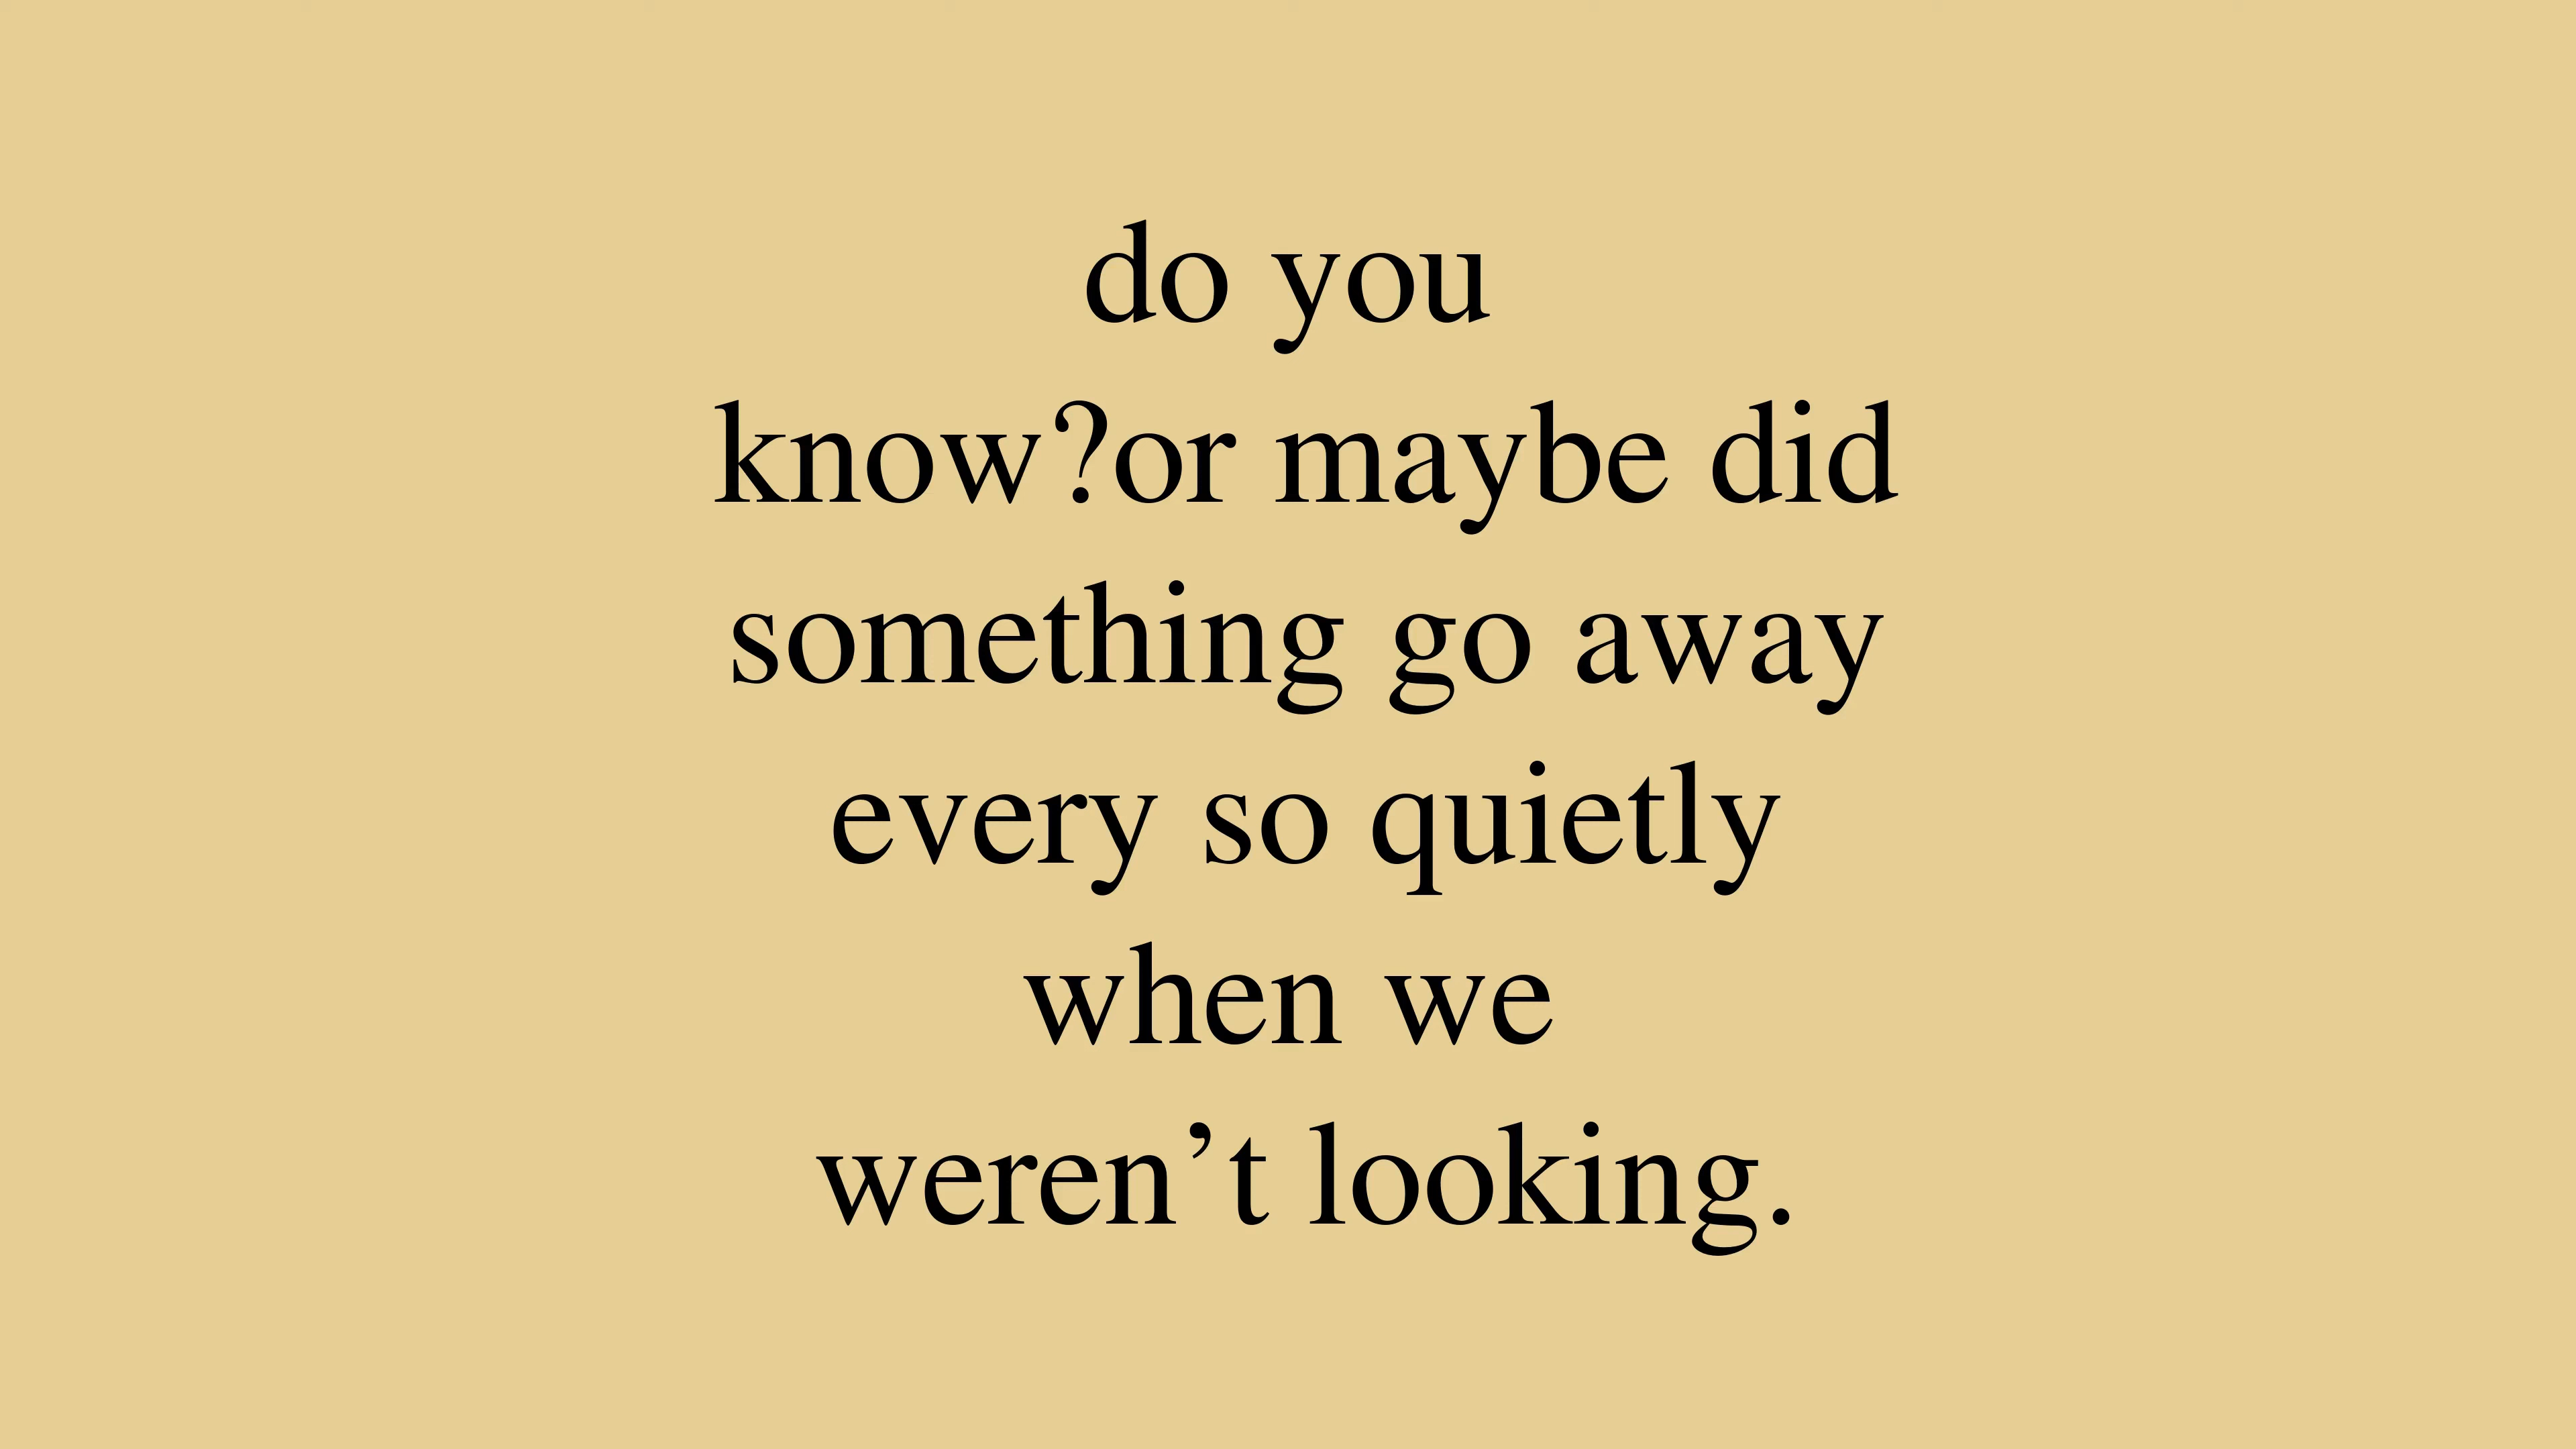 do you
know?or maybe did
something go away
every so quietly
when we
weren’t looking.